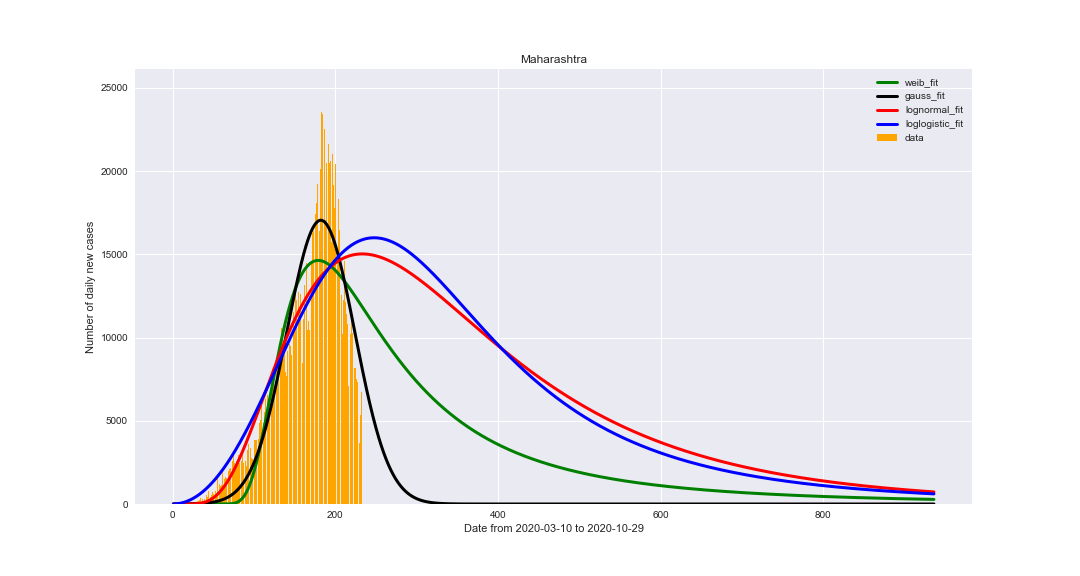 Maharashtra
25000
20000
15000
10000
5000
0
Number of daily new cases
weib_fit
gauss_fit
lognormal_fit
loglogistic_fit
data
0 200 400 600 800
Date from 2020-03-10 to 2020-10-29